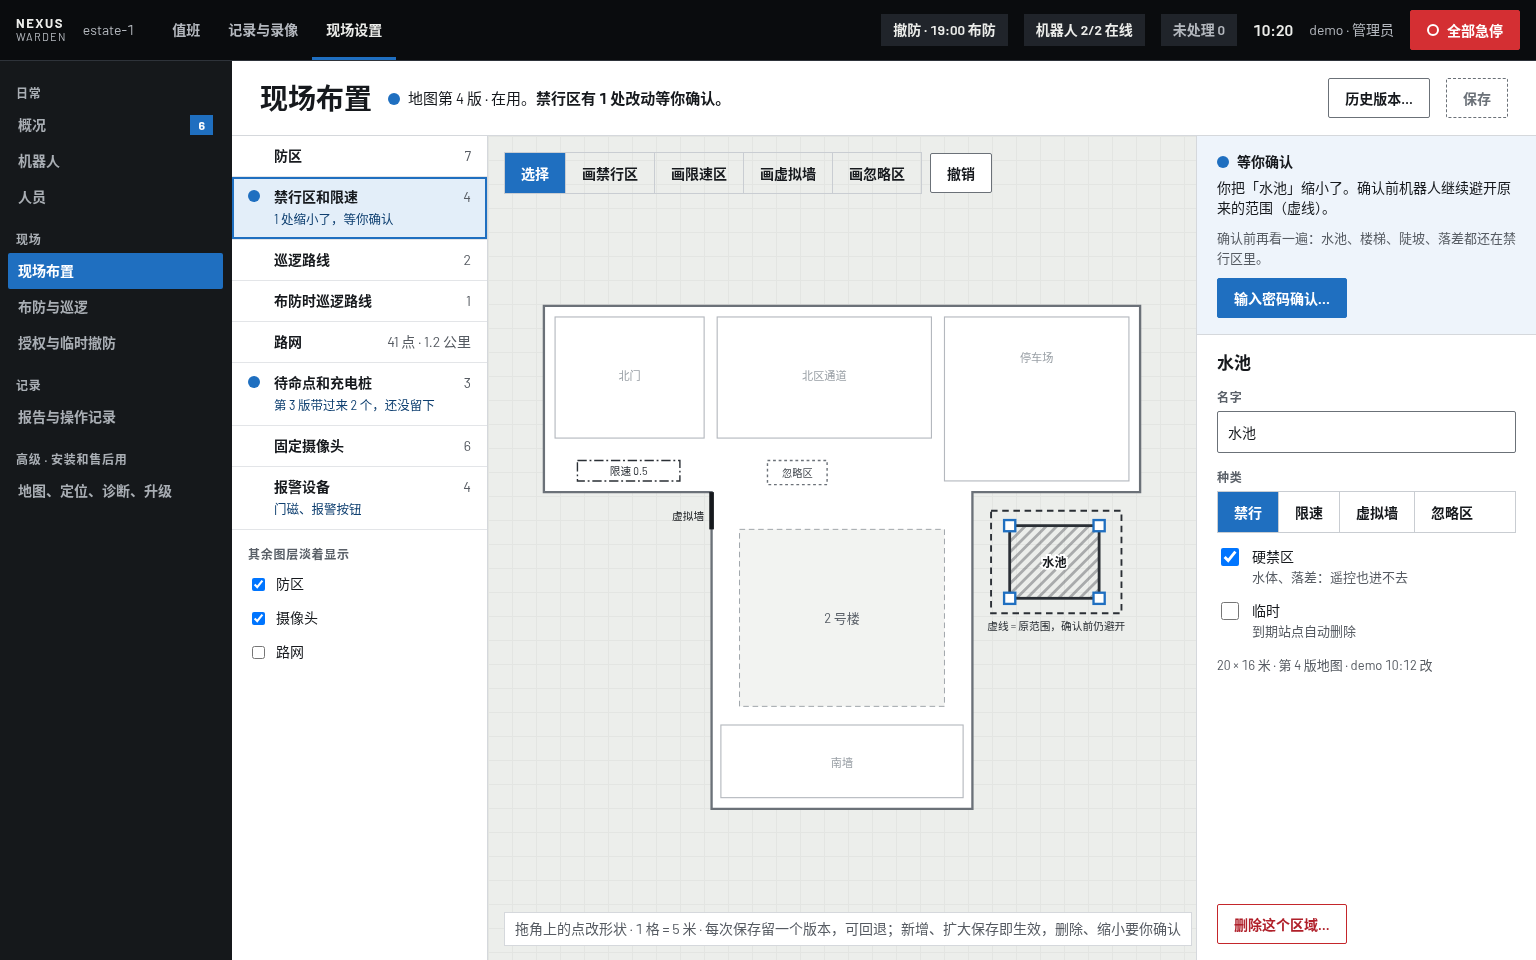 NEXUS
WARDEN
estate-1
值班
记录与录像
现场设置
撤防 · 19:00 布防
机器人 2/2 在线
未处理 0
10:20
demo · 管理员
全部急停
日常
概况
6
机器人
人员
现场
现场布置
布防与巡逻
授权与临时撤防
记录
报告与操作记录
高级 · 安装和售后用
地图、定位、诊断、升级
现场布置
地图第 4 版 · 在用。禁行区有 1 处改动等你确认。
历史版本...
保存
防区
7
禁行区和限速
4
1 处缩小了，等你确认
巡逻路线
2
布防时巡逻路线
1
路网
41 点 · 1.2 公里
待命点和充电桩
3
第 3 版带过来 2 个，还没留下
固定摄像头
6
报警设备
4
门磁、报警按钮
其余图层淡着显示
防区
摄像头
路网
选择
画禁行区
画限速区
画虚拟墙
画忽略区
撤销
北门
北区通道
停车场
限速 0.5
忽略区
虚拟墙
水池
虚线 = 原范围，确认前仍避开
2 号楼
南墙
拖角上的点改形状 · 1 格 = 5 米 · 每次保存留一个版本，可回退；新增、扩大保存即生效，删除、缩小要你确认
等你确认
你把「水池」缩小了。确认前机器人继续避开原
来的范围（虚线）。
确认前再看一遍：水池、楼梯、陡坡、落差都还在禁
行区里。
输入密码确认...
水池
名字
水池
种类
禁行
限速
虚拟墙
忽略区
硬禁区
水体、落差：遥控也进不去
临时
到期站点自动删除
20 × 16 米 · 第 4 版地图 · demo 10:12 改
删除这个区域...